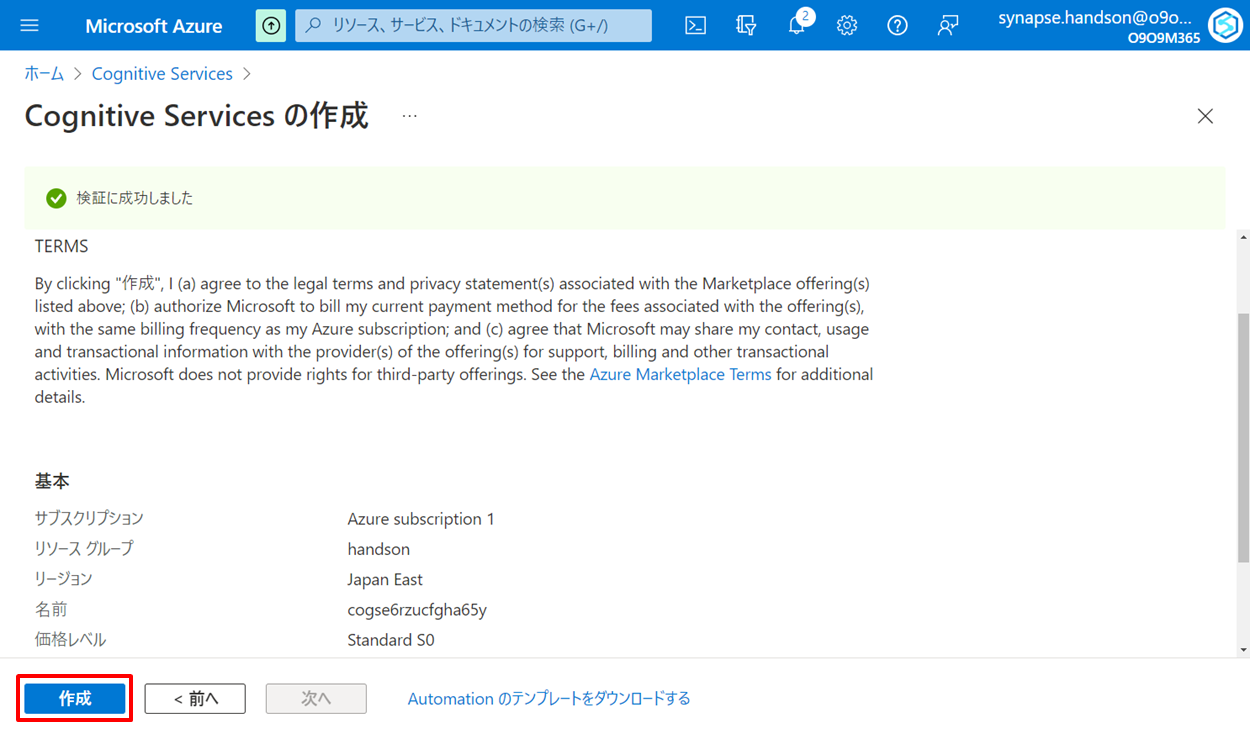 Microsoft Azure
リソース、サービス、ドキュメントの検索 (G+/)
2
synapse.handson@o9o...
O9O9M365
ホーム > Cognitive Services >
Cognitive Services の作成 ...
検証に成功しました
TERMS
By clicking "作成", I (a) agree to the legal terms and privacy statement(s) associated with the Marketplace offering(s)
listed above; (b) authorize Microsoft to bill my current payment method for the fees associated with the offering(s),
with the same billing frequency as my Azure subscription; and (c) agree that Microsoft may share my contact, usage
and transactional information with the provider(s) of the offering(s) for support, billing and other transactional
activities. Microsoft does not provide rights for third-party offerings. See the Azure Marketplace Terms for additional
details.
基本
サブスクリプション Azure subscription 1
リソース グループ handson
リージョン Japan East
名前 cogse6rzucfgha65y
価格レベル Standard S0
作成 < 前へ 次へ Automation のテンプレートをダウンロードする